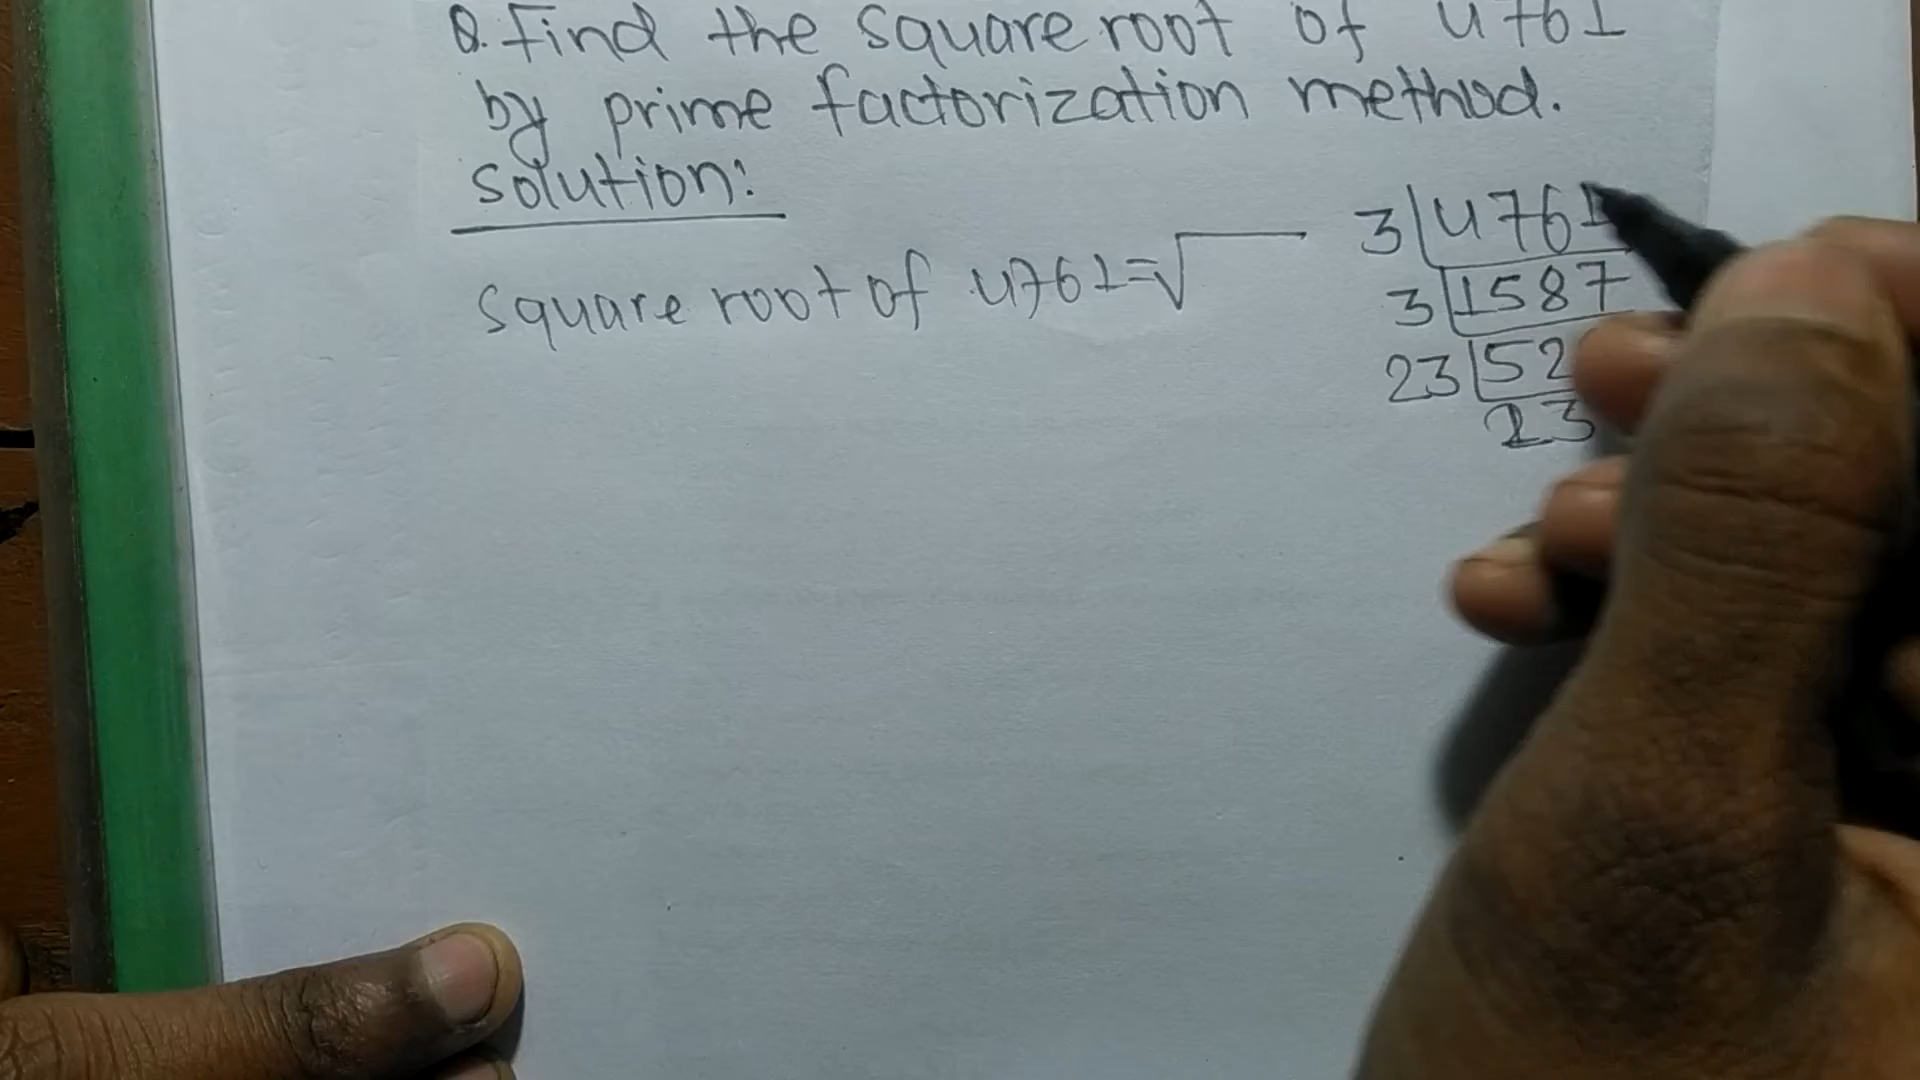 Q. Find the square root of 4761
by prime factorization method.
solution:
square root of 4761=√
3|4761
3|1587
23|52
23